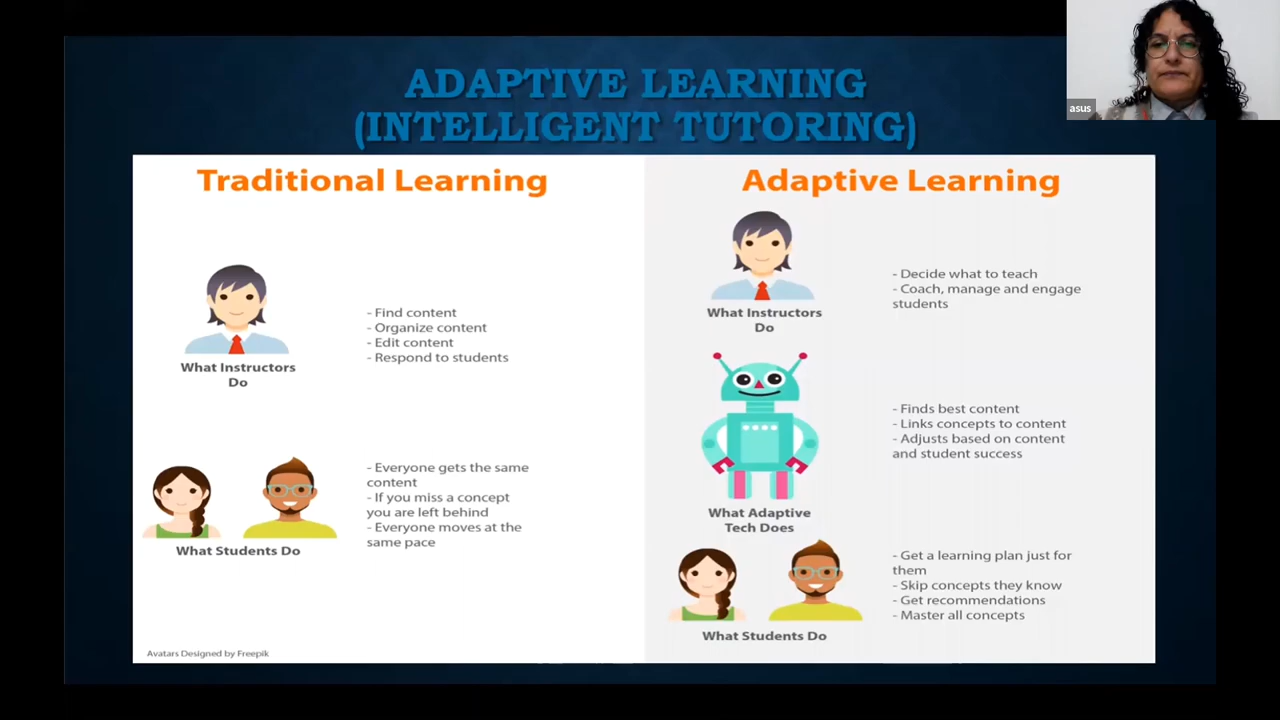 ADAPTIVE LEARNING
(INTELLIGENT TUTORING)
asus
Traditional Learning
What Instructors
Do
- Find content
- Organize content
- Edit content
- Respond to students
What Students Do
- Everyone gets the same
content
- If you miss a concept
you are left behind
- Everyone moves at the
same pace
Avatars Designed by Freepik
Adaptive Learning
What Instructors
Do
- Decide what to teach
- Coach, manage and engage
students
What Adaptive
Tech Does
- Finds best content
- Links concepts to content
- Adjusts based on content
and student success
What Students Do
- Get a learning plan just for
them
- Skip concepts they know
- Get recommendations
- Master all concepts